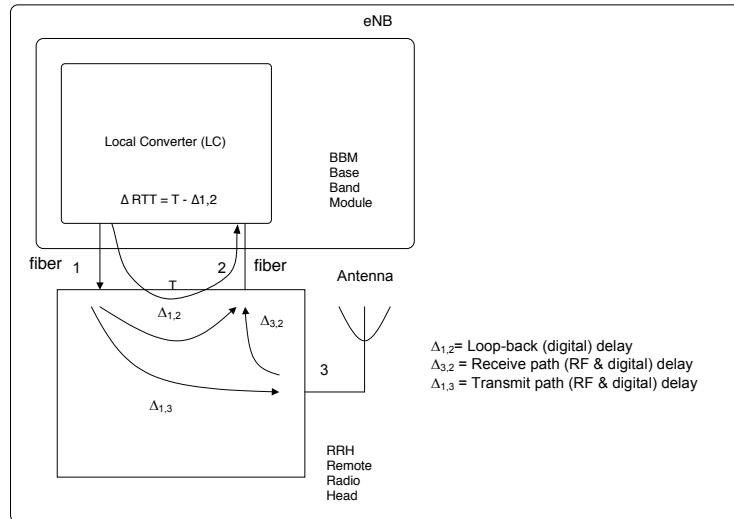 eNB
Local Converter (LC)
Δ RTT = T - Δ1,2
BBM
Base
Band
Module
fiber
1
2
fiber
T
Antenna
Δ1,2
Δ3,2
3
Δ1,3
Δ1,2= Loop-back (digital) delay
Δ3,2 = Receive path (RF & digital) delay
Δ1,3 = Transmit path (RF & digital) delay
RRH
Remote
Radio
Head